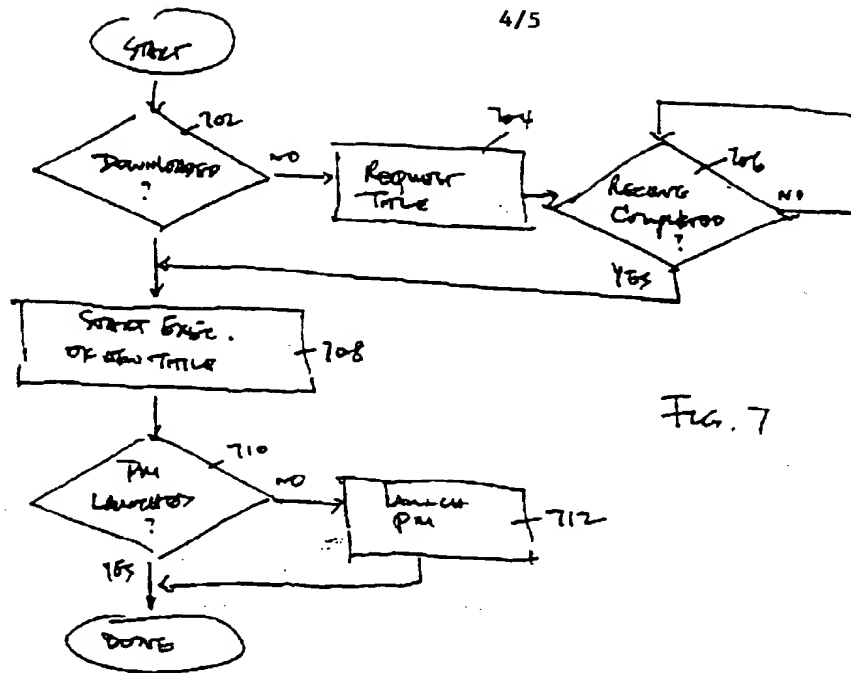 4/5
START
702
DOWNLOADED
?
NO
704
REQUEST
TITLE
706
RECEIVE
COMPLETED
?
NO
YES
START EXEC.
OF NEW TITLE
708
FIG. 7
710
PM
LAUNCHED
?
NO
LAUNCH
PM
712
YES
DONE